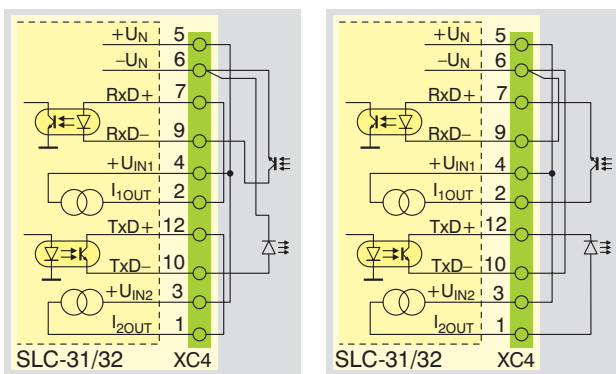 +UN 5
−UN 6
RxD+ 7
RxD− 9
+UIN1 4
I1OUT 2
TxD+ 12
TxD− 10
+UIN2 3
I2OUT 1
SLC-31/32 XC4
+UN 5
−UN 6
RxD+ 7
RxD− 9
+UIN1 4
I1OUT 2
TxD+ 12
TxD− 10
+UIN2 3
I2OUT 1
SLC-31/32 XC4